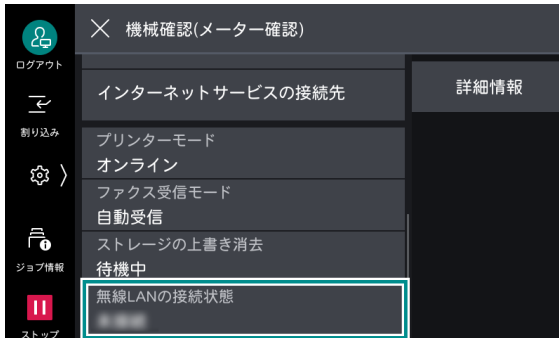 ログアウト
割り込み
ジョブ情報
ストップ
機械確認(メーター確認)
インターネットサービスの接続先
詳細情報
プリンターモード
オンライン
ファクス受信モード
自動受信
ストレージの上書き消去
待機中
無線LANの接続状態